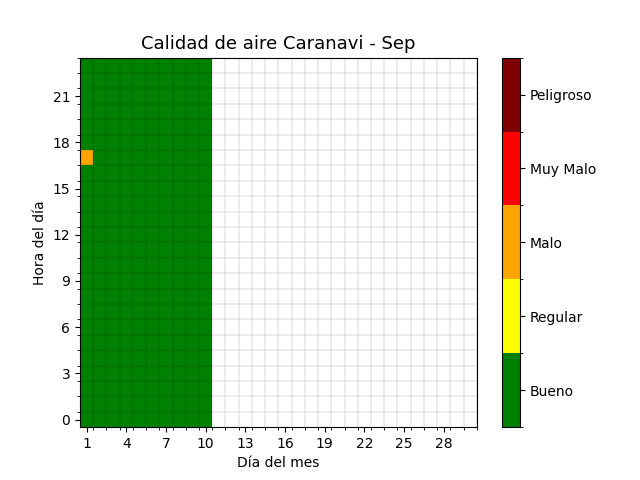 Calidad de aire Caranavi - Sep
Hora del día
21
18
15
12
9
6
3
0
1 4 7 10 13 16 19 22 25 28
Día del mes
Peligroso
Muy Malo
Malo
Regular
Bueno